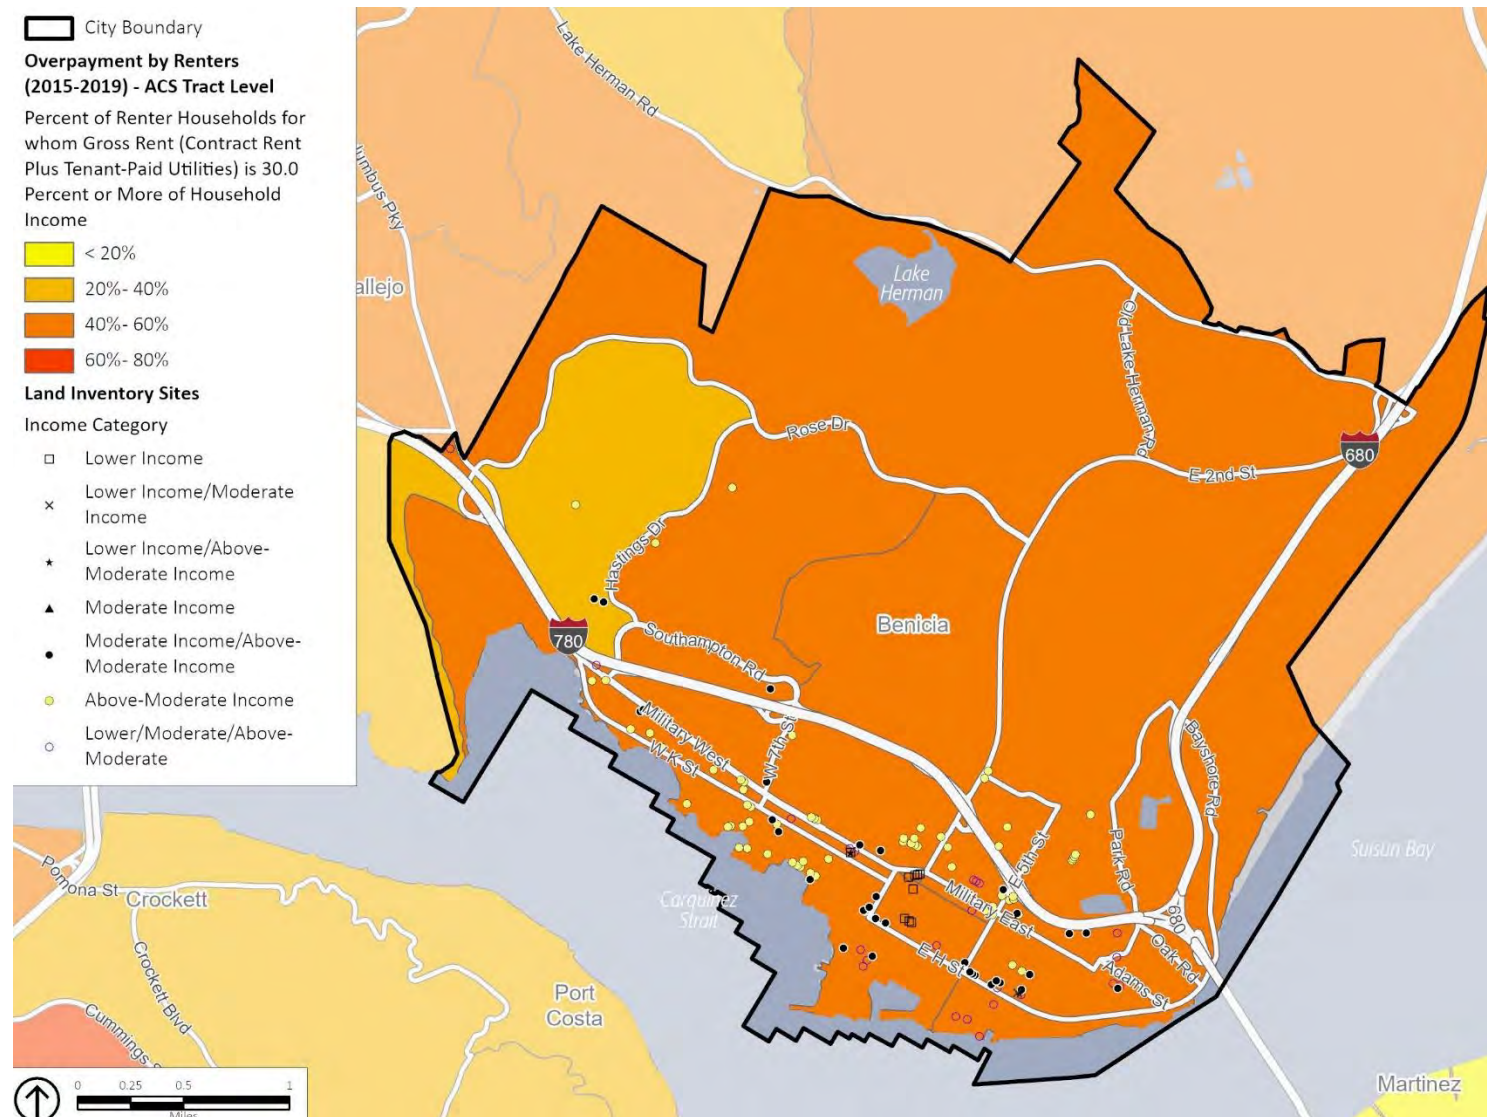 City Boundary
Overpayment by Renters
(2015-2019) - ACS Tract Level
Percent of Renter Households for
whom Gross Rent (Contract Rent
Plus Tenant-Paid Utilities) is 30.0
Percent or More of Household
Income
< 20%
20%- 40%
40%- 60%
60%- 80%
Land Inventory Sites
Income Category
Lower Income
Lower Income/Moderate
Income
Lower Income/Above-
Moderate Income
Moderate Income
Moderate Income/Above-
Moderate Income
Above-Moderate Income
Lower/Moderate/Above-
Moderate
Lake Herman Rd
lumbus Pky
allejo
Lake
Herman
Old Lake Herman Rd
Rose Dr
E 2nd St
680
Hastings Dr
780
Southampton Rd
Benicia
Military West
W K St
W 7th St
Bayshore Rd
Park Rd
E 5th St
Military East
E H St
Adams St
Oak Rd
680
Suisun Bay
Carquinez
Strait
Pomona St
Crockett
Crockett Blvd
Cummings S
Port
Costa
Martinez
0 0.25 0.5 1
Miles